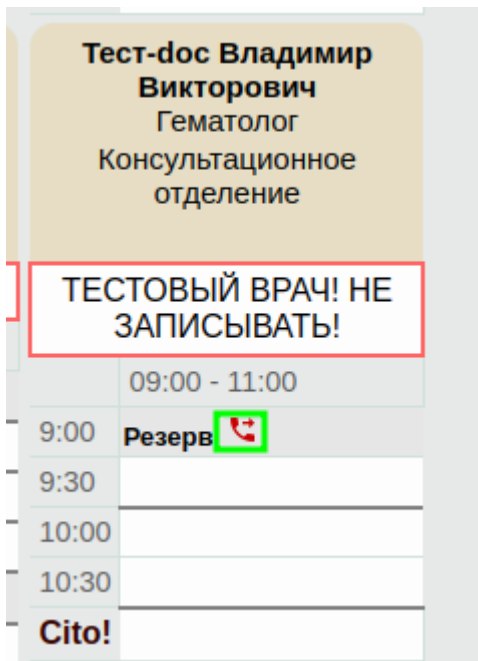 Тест-doc Владимир
Викторович
Гематолог
Консультационное
отделение
ТЕСТОВЫЙ ВРАЧ! НЕ
ЗАПИСЫВАТЬ!
09:00 - 11:00
9:00 Резерв
9:30
10:00
10:30
Cito!